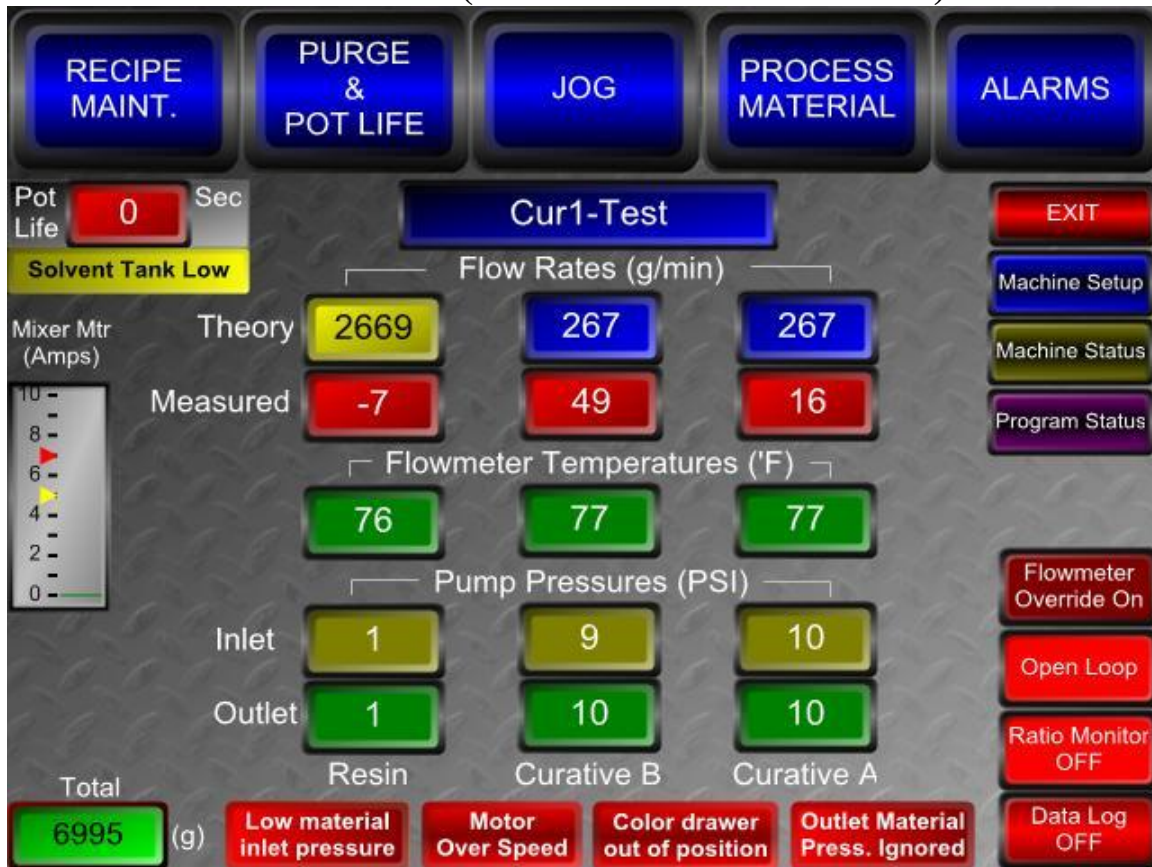 RECIPE
MAINT.
PURGE
&
POT LIFE
JOG
PROCESS
MATERIAL
ALARMS
Pot
Life
0
Sec
Cur1-Test
EXIT
Solvent Tank Low
Flow Rates (g/min)
Machine Setup
Mixer Mtr
(Amps)
Theory
2669
267
267
Machine Status
10
8
6
4
2
0
Measured
-7
49
16
Program Status
Flowmeter Temperatures ('F)
76
77
77
Pump Pressures (PSI)
Flowmeter
Override On
Inlet
1
9
10
Open Loop
Outlet
1
10
10
Ratio Monitor
OFF
Resin
Curative B
Curative A
Total
6995
(g)
Low material
inlet pressure
Motor
Over Speed
Color drawer
out of position
Outlet Material
Press. Ignored
Data Log
OFF